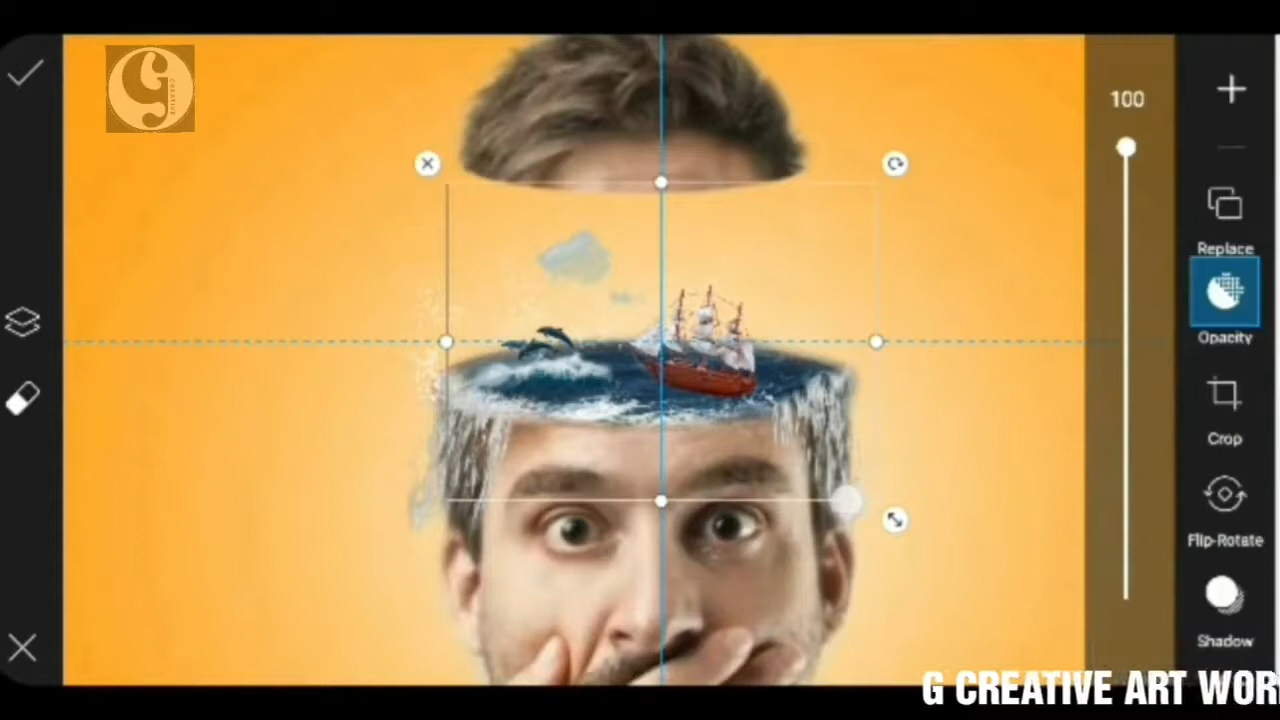 100
Replace
Opacity
Crop
Flip-Rotate
Shadow
G CREATIVE ART WOR